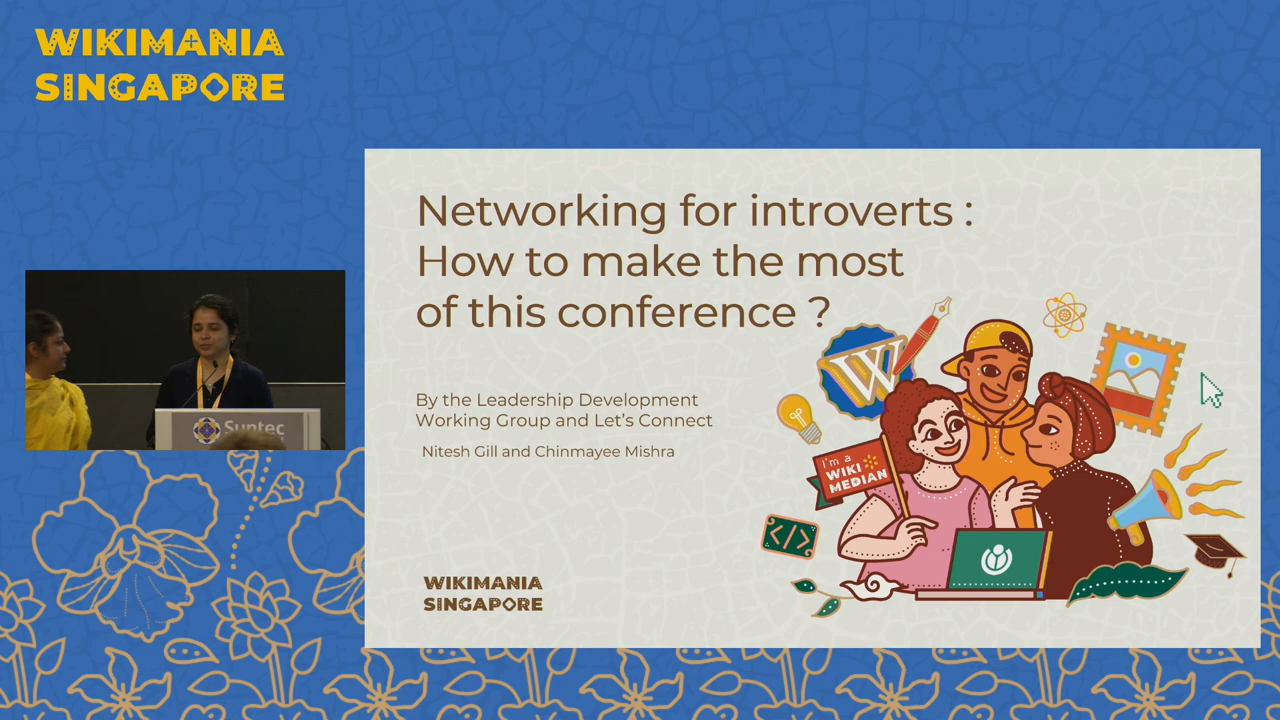 WIKIMANIA
SINGAPORE
Networking for introverts :
How to make the most
of this conference ?
By the Leadership Development
Working Group and Let's Connect
Nitesh Gill and Chinmayee Mishra
W
I'm a
WIKI
MEDIAN
</>
Suntec
WIKIMANIA
SINGAPORE